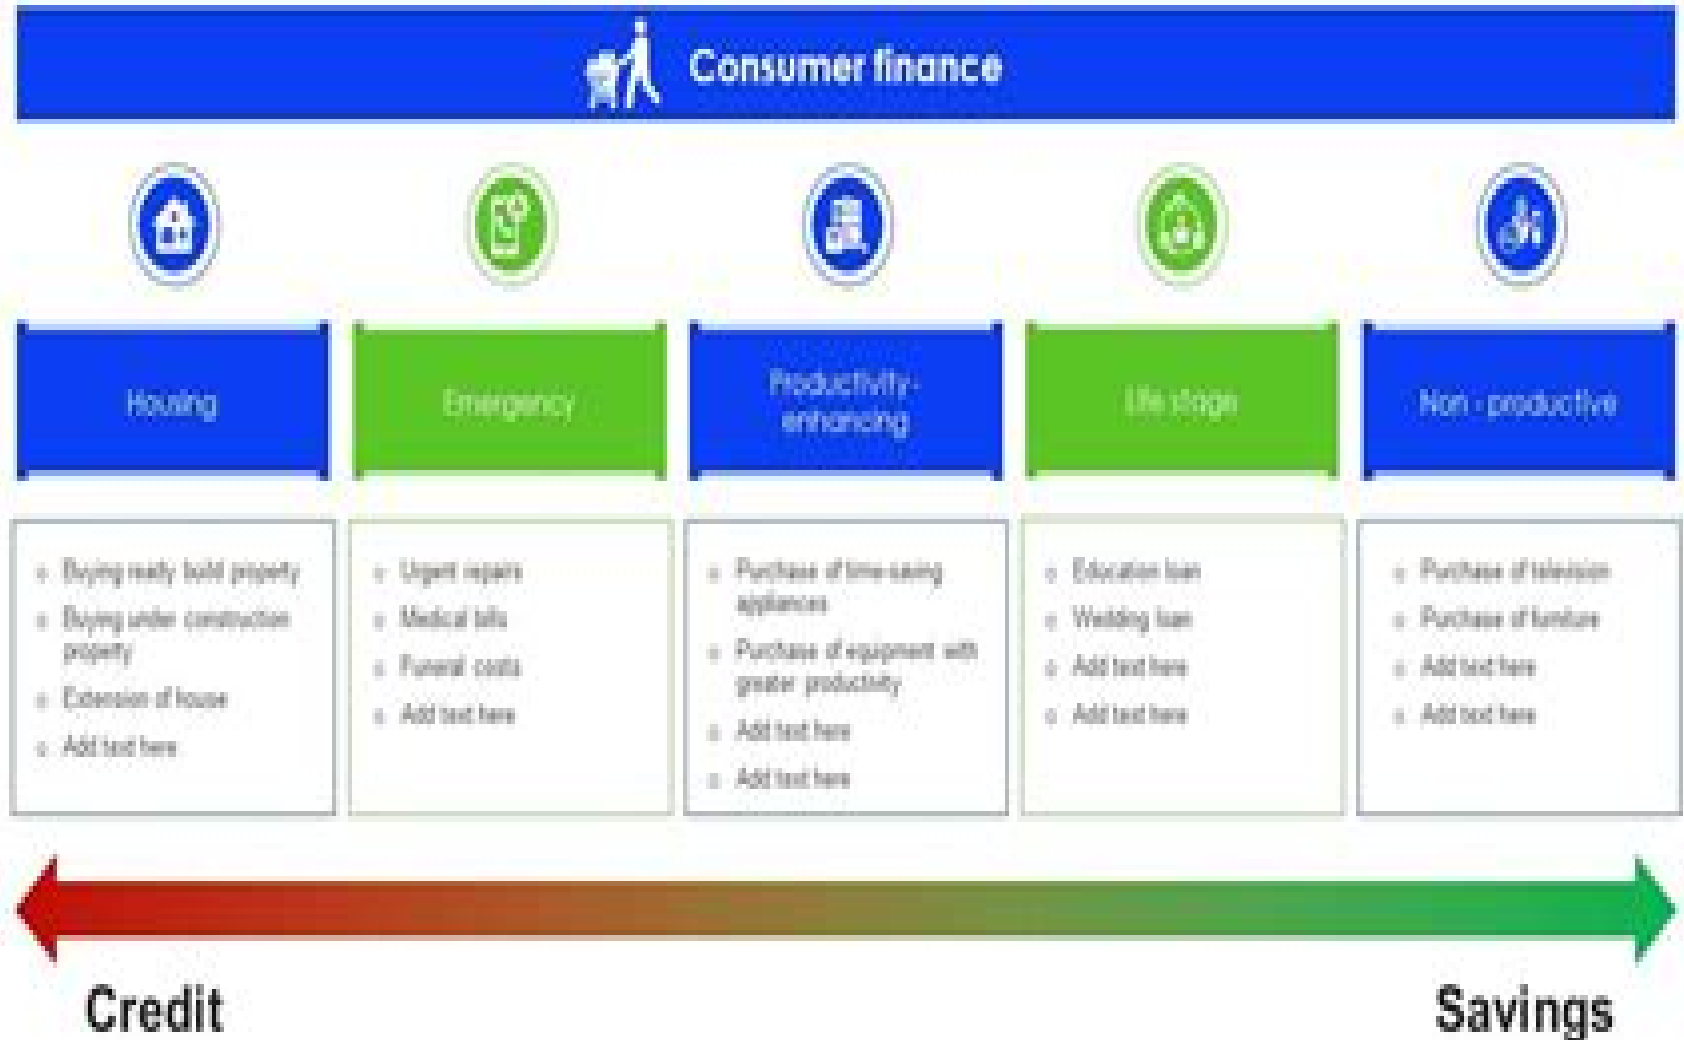 Consumer finance
Housing
Emergency
Productivity-
enhancing
Life stage
Non - productive
Buying ready build property
Buying under construction
property
Extension of house
Add text here
Urgent repairs
Medical bills
Funeral costs
Add text here
Purchase of time-saving
appliances
Purchase of equipment with
greater productivity
Add text here
Add text here
Education loan
Wedding loan
Add text here
Add text here
Purchase of television
Purchase of furniture
Add text here
Add text here
Credit
Savings